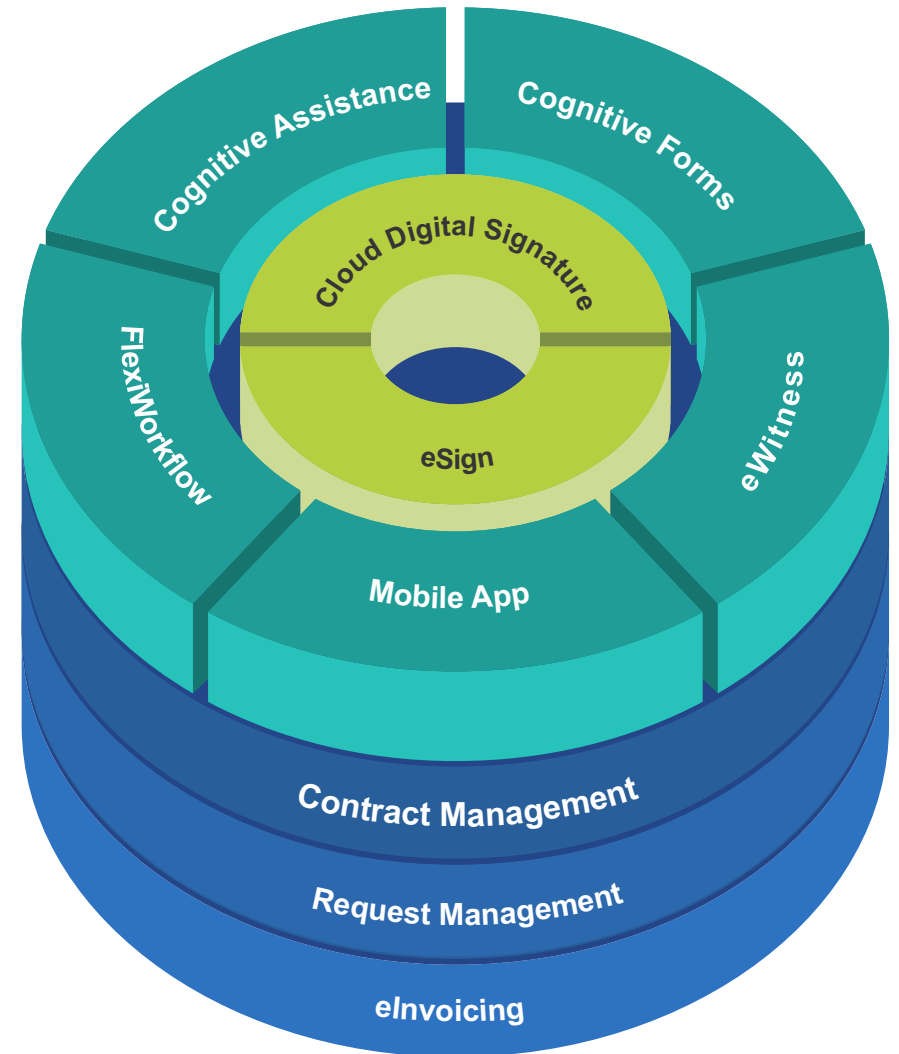 Cognitive Assistance
Cognitive Forms
Cloud Digital Signature
FlexiWorkflow
eWitness
eSign
Mobile App
Contract Management
Request Management
eInvoicing